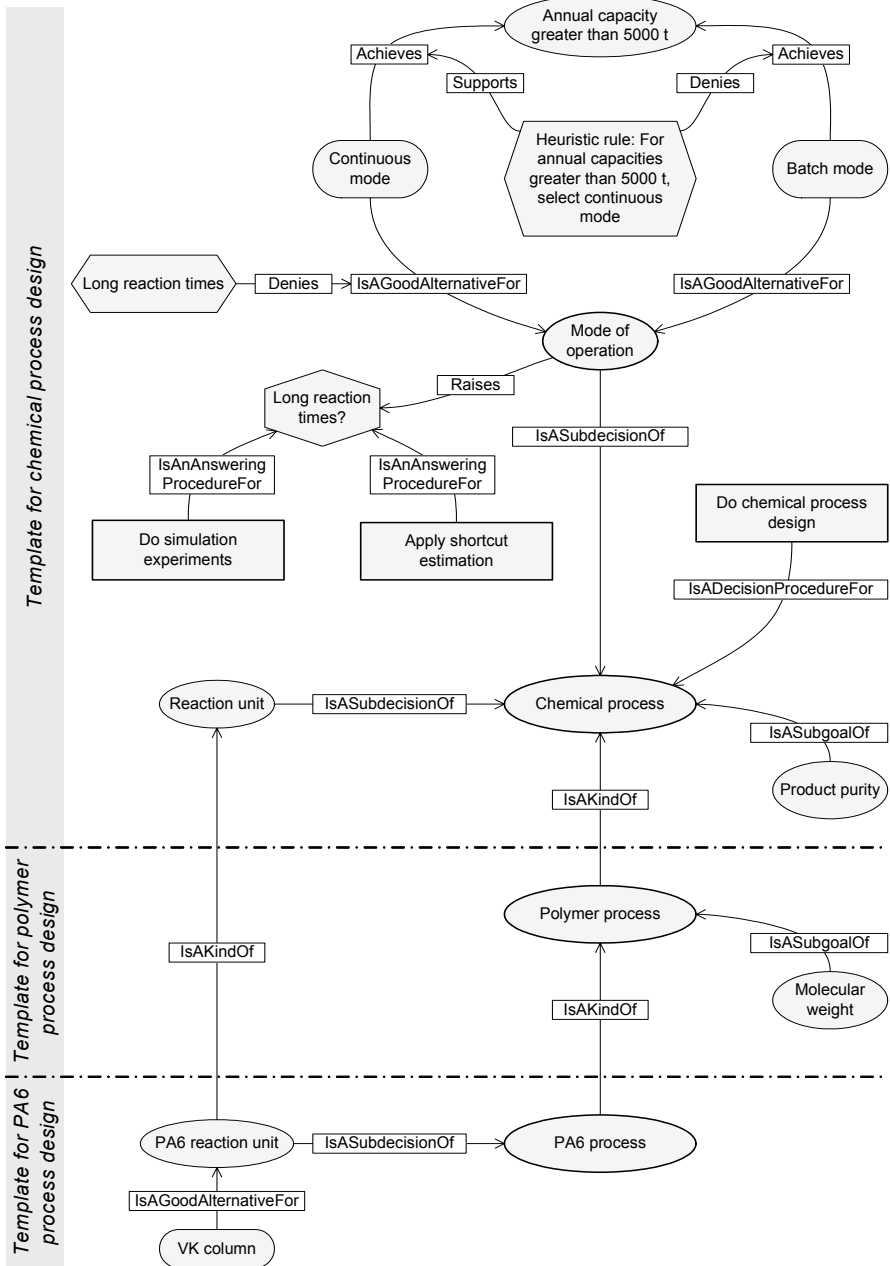 Annual capacity
greater than 5000 t
Achieves
Achieves
Supports
Denies
Continuous
mode
Heuristic rule: For
annual capacities
greater than 5000 t,
select continuous
mode
Batch mode
Template for chemical process design
Long reaction times
Denies
IsAGoodAlternativeFor
IsAGoodAlternativeFor
Mode of
operation
Raises
Long reaction
times?
IsASubdecisionOf
IsAnAnswering
ProcedureFor
IsAnAnswering
ProcedureFor
Do simulation
experiments
Apply shortcut
estimation
Do chemical process
design
IsADecisionProcedureFor
Reaction unit
IsASubdecisionOf
Chemical process
IsASubgoalOf
Product purity
IsAKindOf
Template for polymer
process design
Polymer process
IsASubgoalOf
IsAKindOf
Molecular
weight
IsAKindOf
Template for PA6
process design
PA6 reaction unit
IsASubdecisionOf
PA6 process
IsAGoodAlternativeFor
VK column